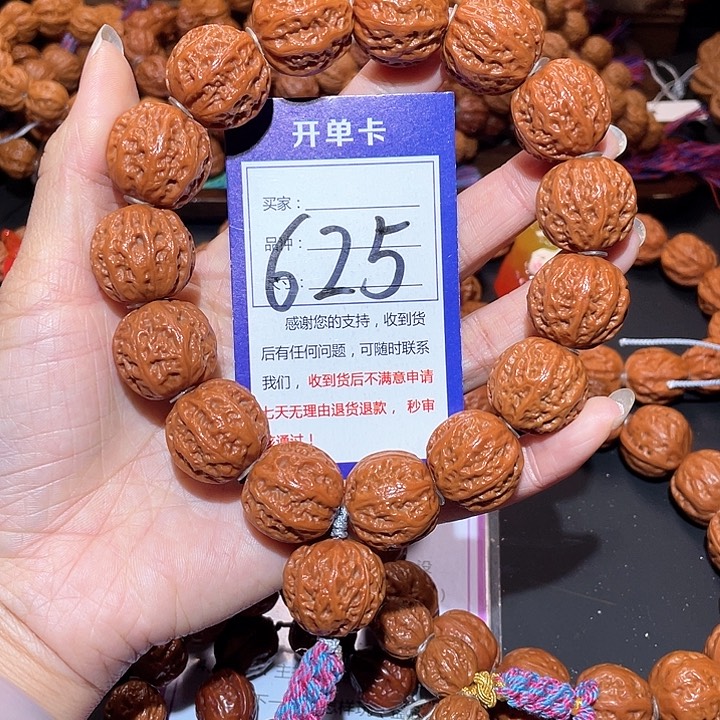 开单卡
买家：
品种：
625
感谢您的支持，收到货
后有任何问题，可随时联系
我们，收到货后不满意申请
七天无理由退货退款，秒审
核通过！